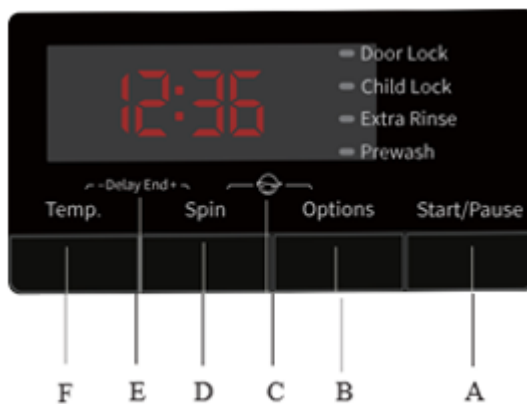 12:36
Door Lock
Child Lock
Extra Rinse
Prewash
-Delay End+
Temp. Spin Options Start/Pause
F E D C B A